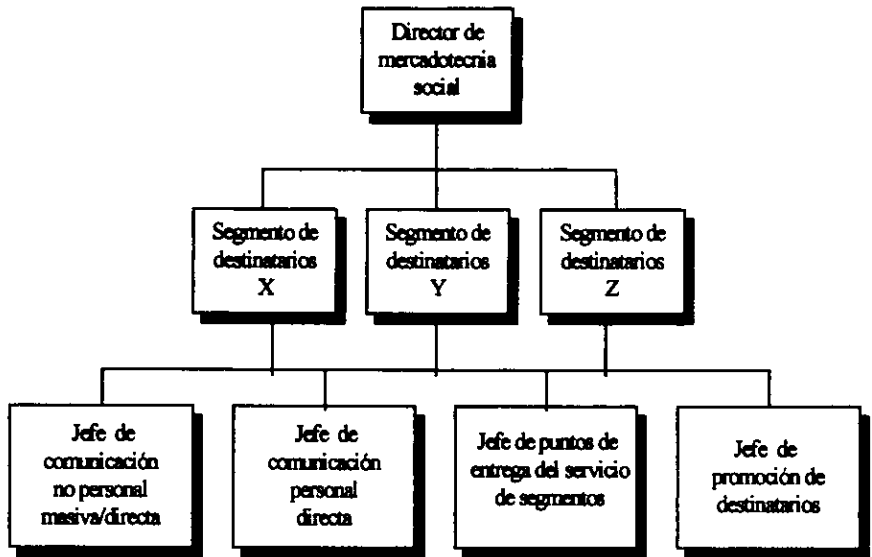 Director de
mercadotecnia
social
Segmento de
destinatarios
X
Segmento de
destinatarios
Y
Segmento de
destinatarios
Z
Jefe de
comunicación
no personal
masiva/directa
Jefe de
comunicación
personal
directa
Jefe de puntos de
entrega del servicio
de segmentos
Jefe de
promoción de
destinatarios